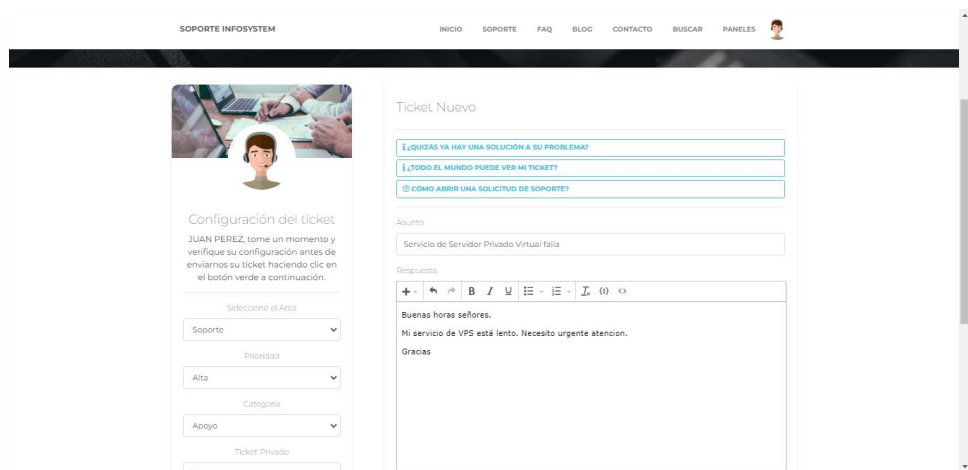 SOPORTE INFOSYSTEM
INICIO SOPORTE FAQ BLOG CONTACTO BUSCAR PANELES
Configuración del ticket
JUAN PEREZ, tome un momento y
verifique su configuración antes de
enviarnos su ticket haciendo clic en
el botón verde a continuación.
Seleccione el Area
Soporte
Prioridad
Alta
Categoria
Apoyo
Ticket Privado
Ticket Nuevo
¿QUIZÁS YA HAY UNA SOLUCIÓN A SU PROBLEMA?
¿TODO EL MUNDO PUEDE VER MI TICKET?
CÓMO ABRIR UNA SOLICITUD DE SOPORTE?
Asunto
Servicio de Servidor Privado Virtual falla
Respuesta
Buenas horas señores.
Mi servicio de VPS está lento. Necesito urgente atencion.
Gracias